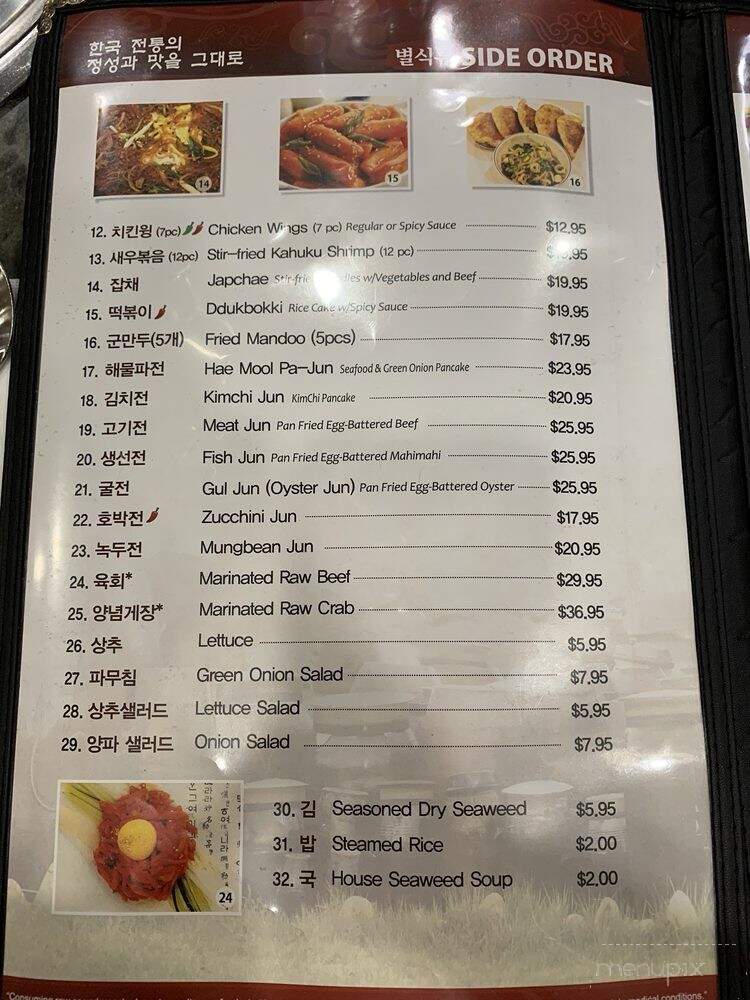 한국 전통의
정성과 맛을 그대로
별식 SIDE ORDER
14
15
16
12. 치킨윙 (7pc) Chicken Wings (7 pc) Regular or Spicy Sauce $12.95
13. 새우볶음 (12pc) Stir-fried Kahuku Shrimp (12 pc)
14. 잡채 Japchae Stir-fried Noodles w/Vegetables and Beef $19.95
15. 떡볶이 Ddukbokki Rice Cake w/Spicy Sauce $19.95
16. 군만두(5개) Fried Mandoo (5pcs) $17.95
17. 해물파전 Hae Mool Pa-Jun Seafood & Green Onion Pancake $23.95
18. 김치전 Kimchi Jun KimChi Pancake $20.95
19. 고기전 Meat Jun Pan Fried Egg-Battered Beef $25.95
20. 생선전 Fish Jun Pan Fried Egg-Battered Mahimahi $25.95
21. 굴전 Gul Jun (Oyster Jun) Pan Fried Egg-Battered Oyster $25.95
22. 호박전 Zucchini Jun $17.95
23. 녹두전 Mungbean Jun $20.95
24. 육회* Marinated Raw Beef $29.95
25. 양념게장* Marinated Raw Crab $36.95
26. 상추 Lettuce $5.95
27. 파무침 Green Onion Salad $7.95
28. 상추샐러드 Lettuce Salad $5.95
29. 양파 샐러드 Onion Salad $7.95
24
30. 김 Seasoned Dry Seaweed $5.95
31. 밥 Steamed Rice $2.00
32. 국 House Seaweed Soup $2.00
menupix
"Consuming raw medical conditions."